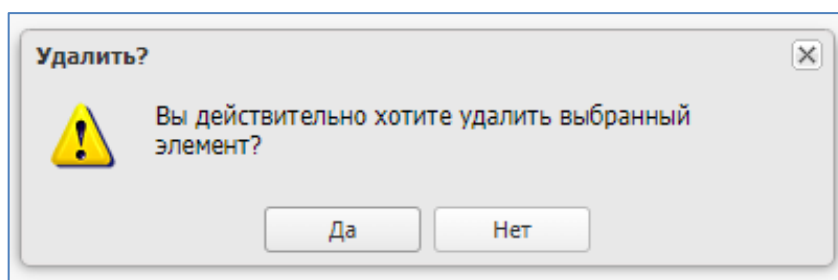 Удалить?
Вы действительно хотите удалить выбранный
элемент?
Да Нет